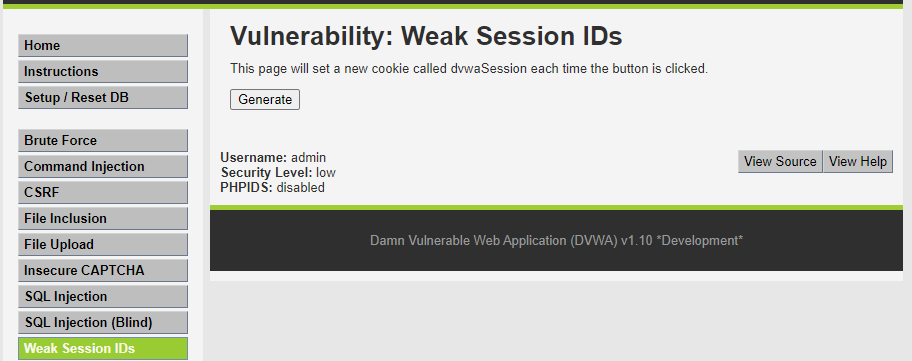 Home
Instructions
Setup / Reset DB
Brute Force
Command Injection
CSRF
File Inclusion
File Upload
Insecure CAPTCHA
SQL Injection
SQL Injection (Blind)
Weak Session IDs
Vulnerability: Weak Session IDs
This page will set a new cookie called dvwaSession each time the button is clicked.
Generate
Username: admin
Security Level: low
PHPIDS: disabled
View Source View Help
Damn Vulnerable Web Application (DVWA) v1.10 *Development*